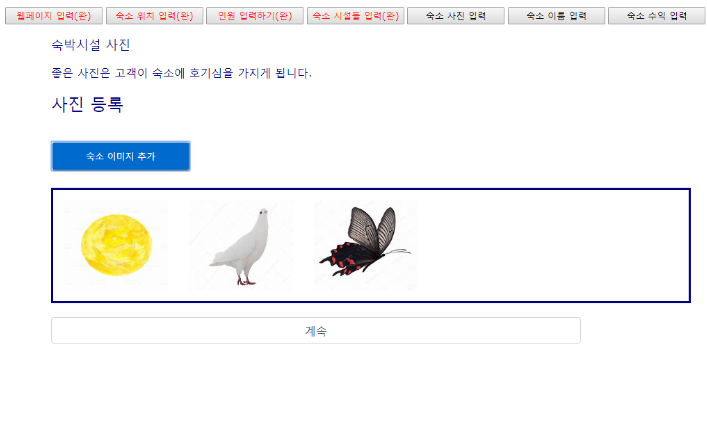 웹페이지 입력(완) 숙소 위치 입력(완) 인원 입력하기(완) 숙소 시설들 입력(완) 숙소 사진 입력 숙소 이름 입력 숙소 수익 입력
숙박시설 사진
좋은 사진은 고객이 숙소에 호기심을 가지게 됩니다.
사진 등록
숙소 이미지 추가
계속